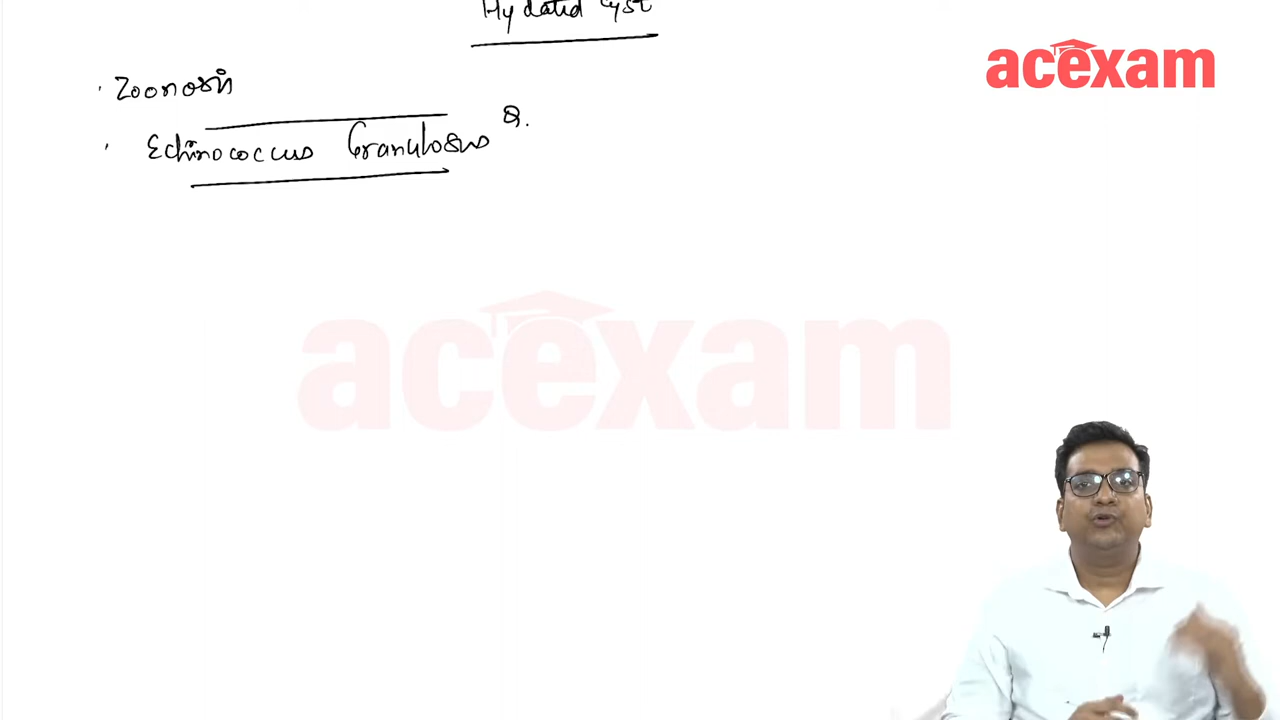 Hydatid cyst
acexam
· Zoonosis
· Echinococcus Granulosus Q.
acexam